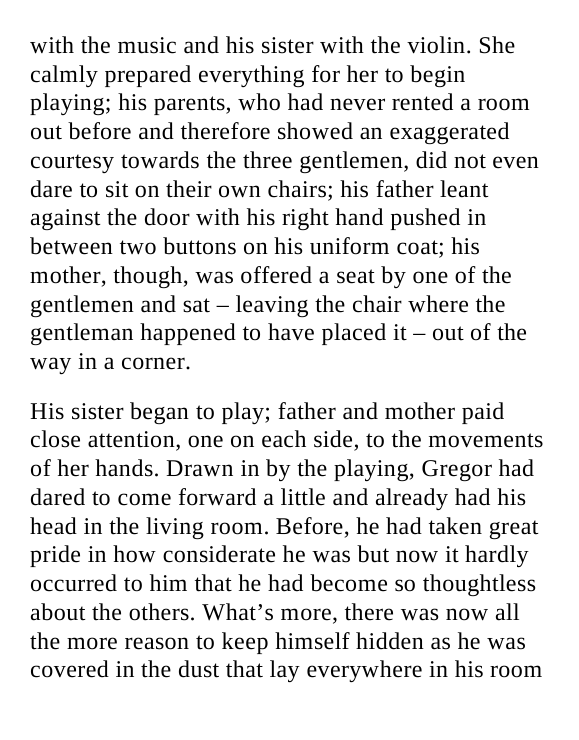 with the music and his sister with the violin. She
calmly prepared everything for her to begin
playing; his parents, who had never rented a room
out before and therefore showed an exaggerated
courtesy towards the three gentlemen, did not even
dare to sit on their own chairs; his father leant
against the door with his right hand pushed in
between two buttons on his uniform coat; his
mother, though, was offered a seat by one of the
gentlemen and sat – leaving the chair where the
gentleman happened to have placed it – out of the
way in a corner.
His sister began to play; father and mother paid
close attention, one on each side, to the movements
of her hands. Drawn in by the playing, Gregor had
dared to come forward a little and already had his
head in the living room. Before, he had taken great
pride in how considerate he was but now it hardly
occurred to him that he had become so thoughtless
about the others. What’s more, there was now all
the more reason to keep himself hidden as he was
covered in the dust that lay everywhere in his room